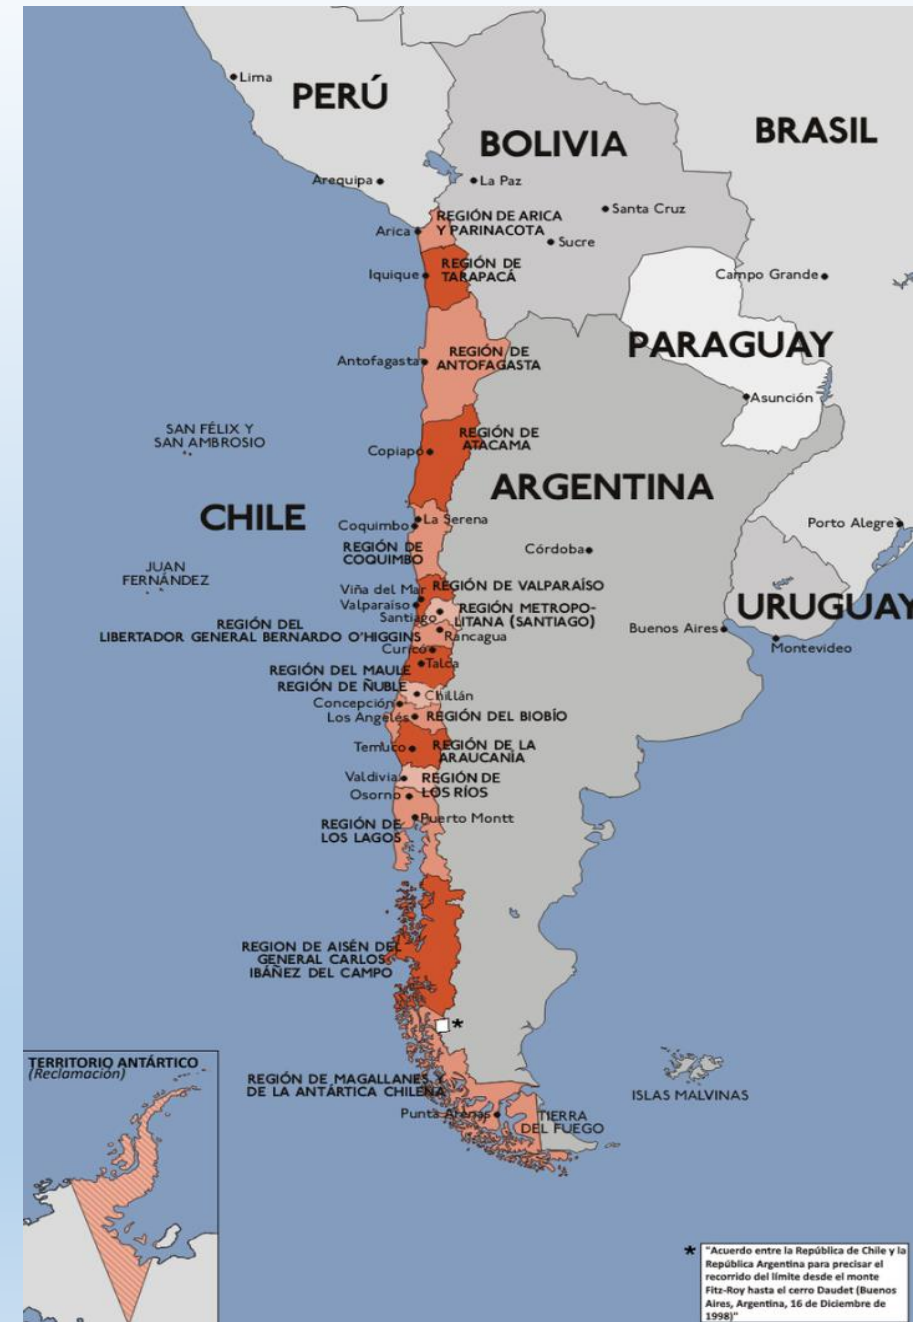 Lima
PERÚ
BOLIVIA
BRASIL
Arequipa
La Paz
Santa Cruz
Sucre
Arica
REGIÓN DE ARICA
Y PARINACOTA
Iquique
REGIÓN DE
TARAPACÁ
Campo Grande
PARAGUAY
Antofagasta
REGIÓN DE
ANTOFAGASTA
Asunción
SAN FÉLIX Y
SAN AMBROSIO
Copiapó
REGIÓN DE
ATACAMA
ARGENTINA
CHILE
La Serena
Coquimbo
REGIÓN DE
COQUIMBO
Córdoba
Porto Alegre
JUAN
FERNÁNDEZ
Viña del Mar
REGIÓN DE VALPARAÍSO
Valparaíso
Santiago
REGIÓN METROPO-
LITANA (SANTIAGO)
URUGUAY
REGIÓN DEL
LIBERTADOR GENERAL BERNARDO O'HIGGINS
Rancagua
Buenos Aires
Montevideo
Curicó
Talca
REGIÓN DEL MAULE
REGIÓN DE ÑUBLE
Chillán
Concepción
Los Angelés
REGIÓN DEL BIOBÍO
Temuco
REGIÓN DE LA
ARAUCANÍA
Valdivia
REGIÓN DE
LOS RÍOS
Osorno
Puerto Montt
REGIÓN DE
LOS LAGOS
REGION DE AISÉN DEL
GENERAL CARLOS
IBÁÑEZ DEL CAMPO
*
TERRITORIO ANTÁRTICO
(Reclamación)
REGIÓN DE MAGALLANES Y
DE LA ANTÁRTICA CHILENA
Punta Arenas
TIERRA
DEL FUEGO
ISLAS MALVINAS
* "Acuerdo entre la República de Chile y la
República Argentina para precisar el
recorrido del límite desde el monte
Fitz-Roy hasta el cerro Daudet (Buenos
Aires, Argentina, 16 de Diciembre de
1998)"